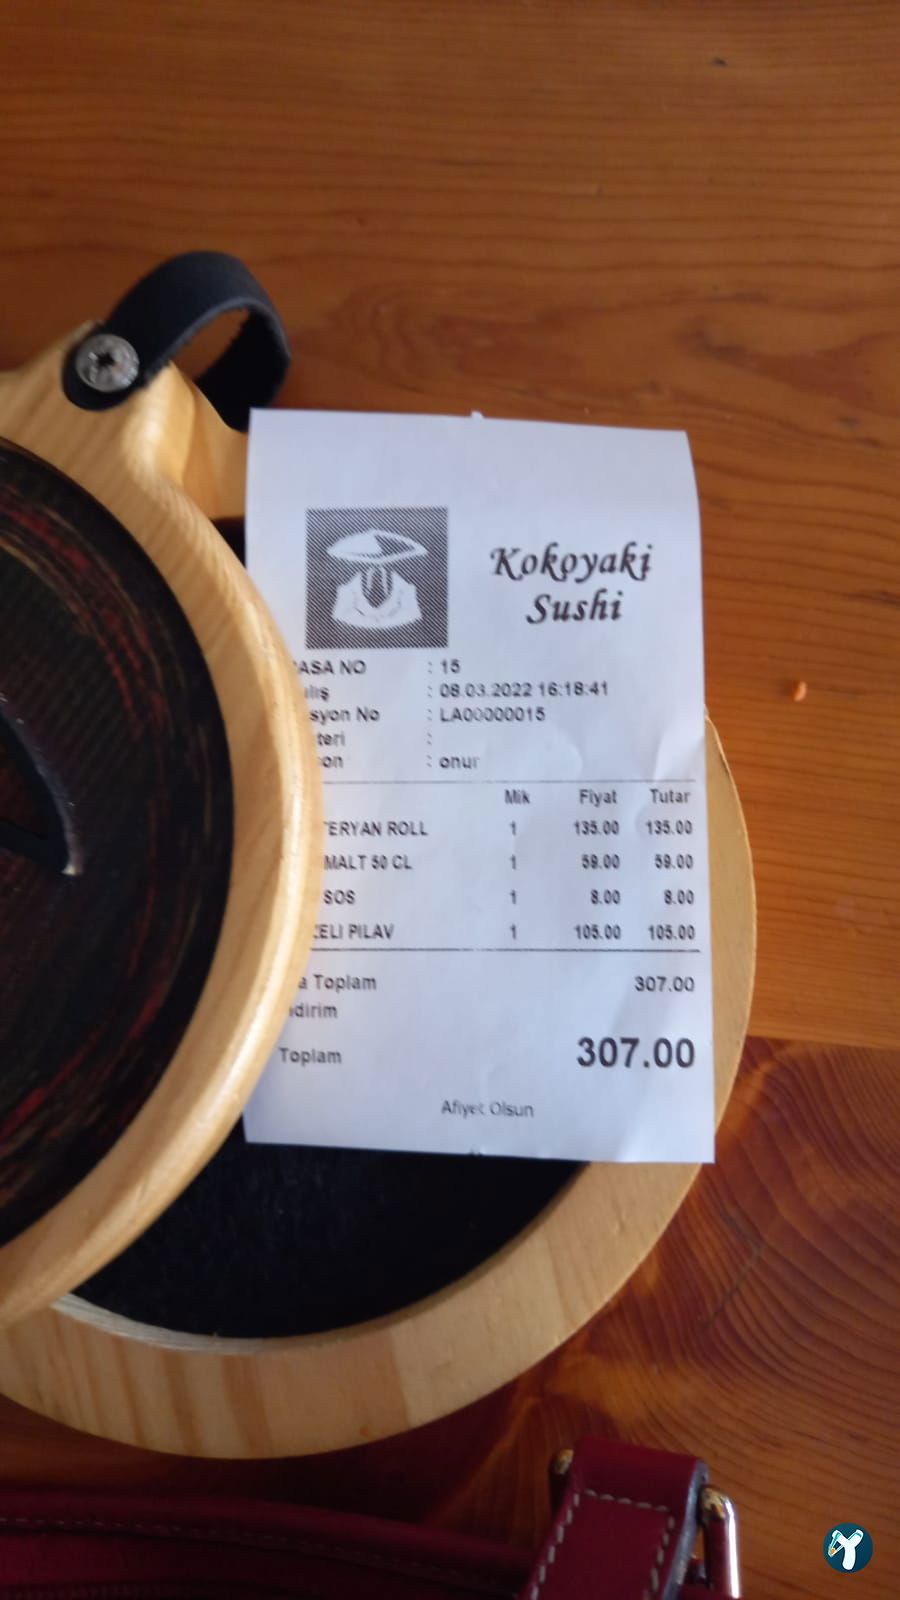 Kokoyaki
Sushi
ASA NO : 15
ılış : 08.03.2022 16:18:41
syon No : LA00000015
teri :
on : onur
Mik Fiyat Tutar
TERYAN ROLL 1 135.00 135.00
MALT 50 CL 1 59.00 59.00
SOS 1 8.00 8.00
ZELI PILAV 1 105.00 105.00
a Toplam 307.00
dirim
Toplam 307.00
Afiyet Olsun